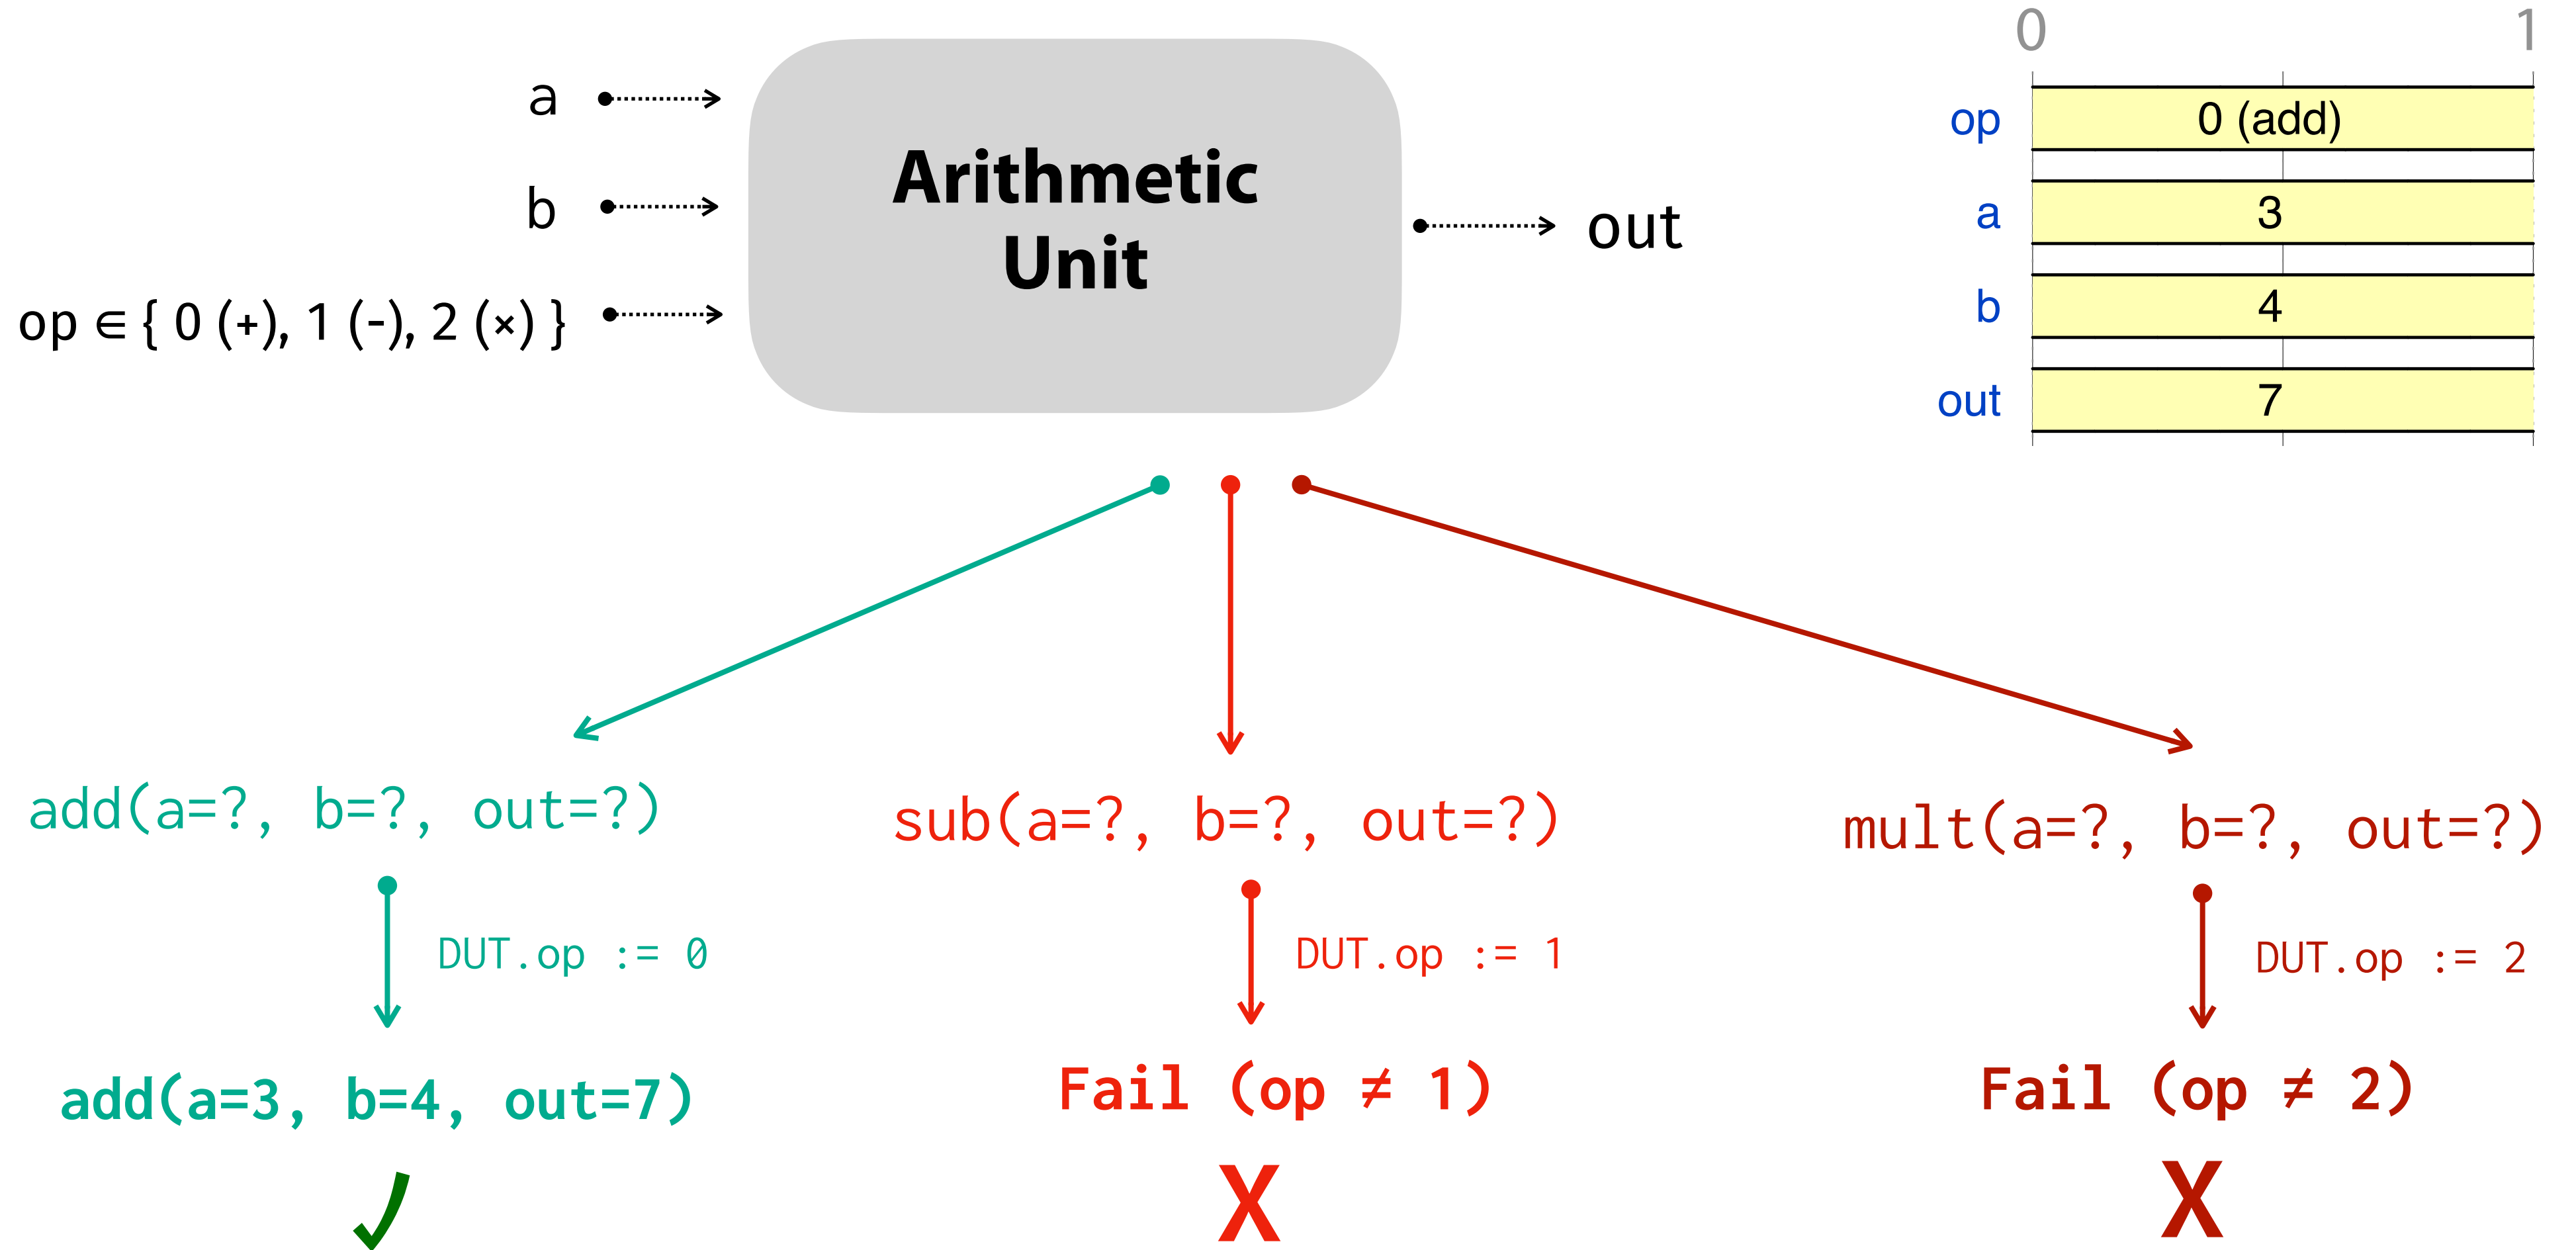 a
b
op ∈ { 0 (+), 1 (-), 2 (×) }
Arithmetic
Unit
out
0 1
op 0 (add)
a 3
b 4
out 7
add(a=?, b=?, out=?)
DUT.op := 0
add(a=3, b=4, out=7)
✓
sub(a=?, b=?, out=?)
DUT.op := 1
Fail (op ≠ 1)
X
mult(a=?, b=?, out=?)
DUT.op := 2
Fail (op ≠ 2)
X